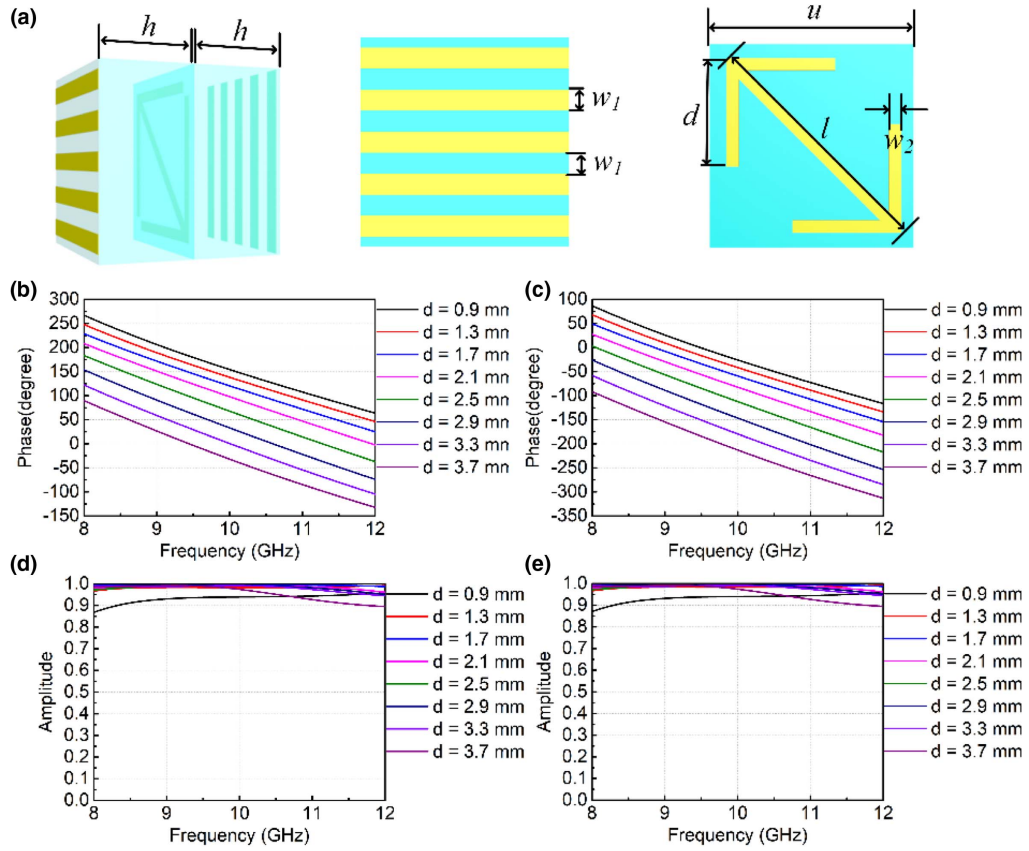 (a)
h h
w1
w1
u
d
l
w2
(b)
300
250
200
150
100
50
0
-50
-100
-150
Phase(degree)
8 9 10 11 12
Frequency (GHz)
d = 0.9 mn
d = 1.3 mn
d = 1.7 mn
d = 2.1 mn
d = 2.5 mn
d = 2.9 mn
d = 3.3 mn
d = 3.7 mn
(c)
100
50
0
-50
-100
-150
-200
-250
-300
-350
Phase(degree)
8 9 10 11 12
Frequency (GHz)
d = 0.9 mm
d = 1.3 mm
d = 1.7 mm
d = 2.1 mm
d = 2.5 mm
d = 2.9 mm
d = 3.3 mm
d = 3.7 mm
(d)
1.0
0.9
0.8
0.7
0.6
0.5
0.4
0.3
0.2
0.1
0.0
Amplitude
8 9 10 11 12
Frequency (GHz)
d = 0.9 mm
d = 1.3 mm
d = 1.7 mm
d = 2.1 mm
d = 2.5 mm
d = 2.9 mm
d = 3.3 mm
d = 3.7 mm
(e)
1.0
0.9
0.8
0.7
0.6
0.5
0.4
0.3
0.2
0.1
0.0
Amplitude
8 9 10 11 12
Frequency (GHz)
d = 0.9 mm
d = 1.3 mm
d = 1.7 mm
d = 2.1 mm
d = 2.5 mm
d = 2.9 mm
d = 3.3 mm
d = 3.7 mm